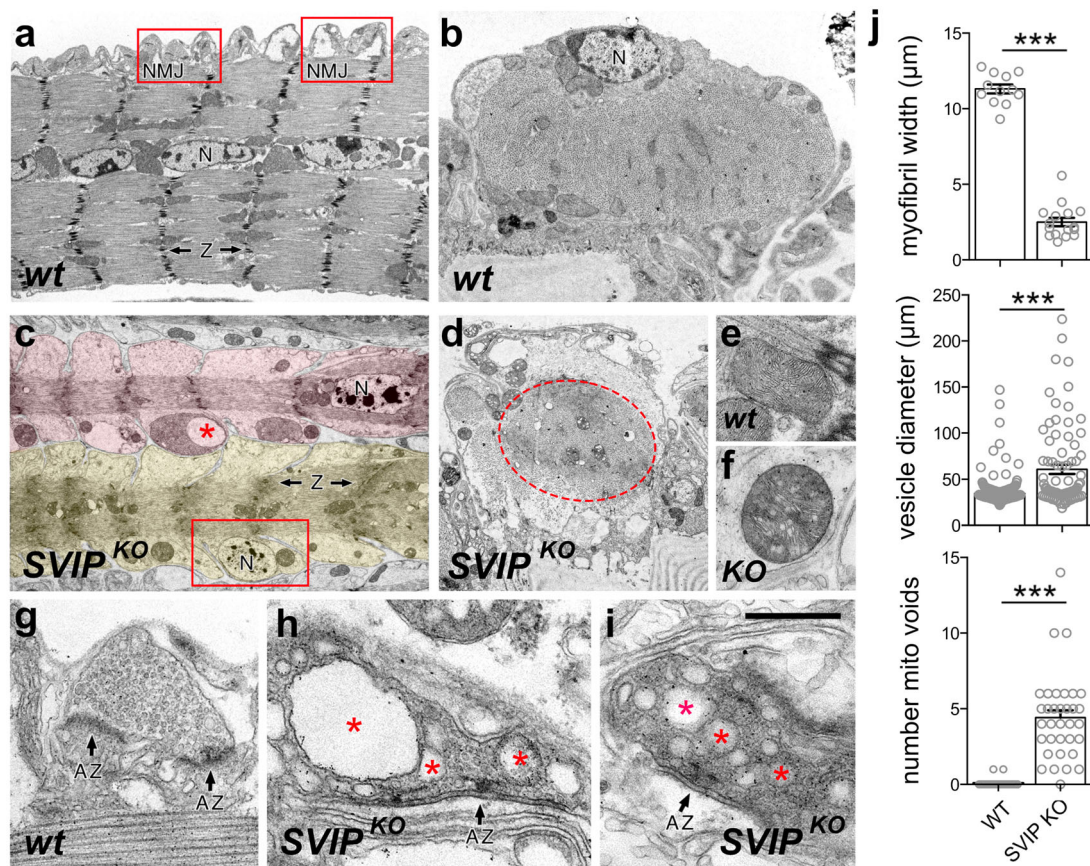 a
NMJ
NMJ
N
Z
wt
b
N
wt
c
N
*
Z
N
SVIP KO
d
SVIP KO
e
wt
f
KO
g
AZ
AZ
wt
h
*
*
*
AZ
SVIP KO
i
*
*
*
AZ
SVIP KO
j
myofibril width (μm)
15
10
5
0
***
vesicle diameter (μm)
250
200
150
100
50
0
***
number mito voids
15
10
5
0
***
WT
SVIP KO